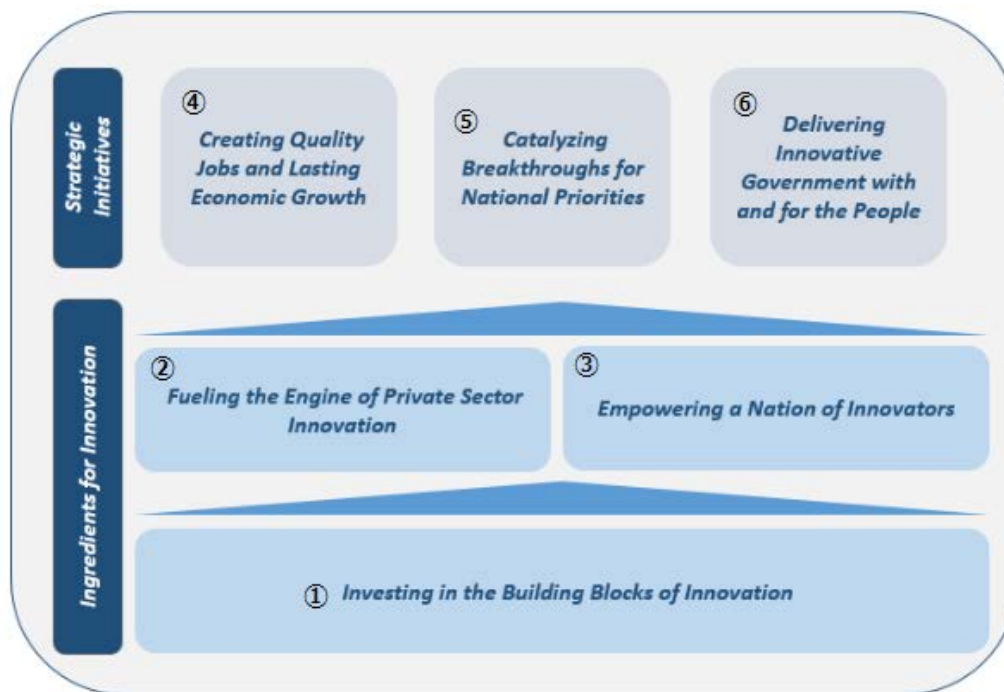 Strategic
Initiatives
④
Creating Quality
Jobs and Lasting
Economic Growth
⑤
Catalyzing
Breakthroughs for
National Priorities
⑥
Delivering
Innovative
Government with
and for the People
Ingredients for Innovation
②
Fueling the Engine of Private Sector
Innovation
③
Empowering a Nation of Innovators
① Investing in the Building Blocks of Innovation